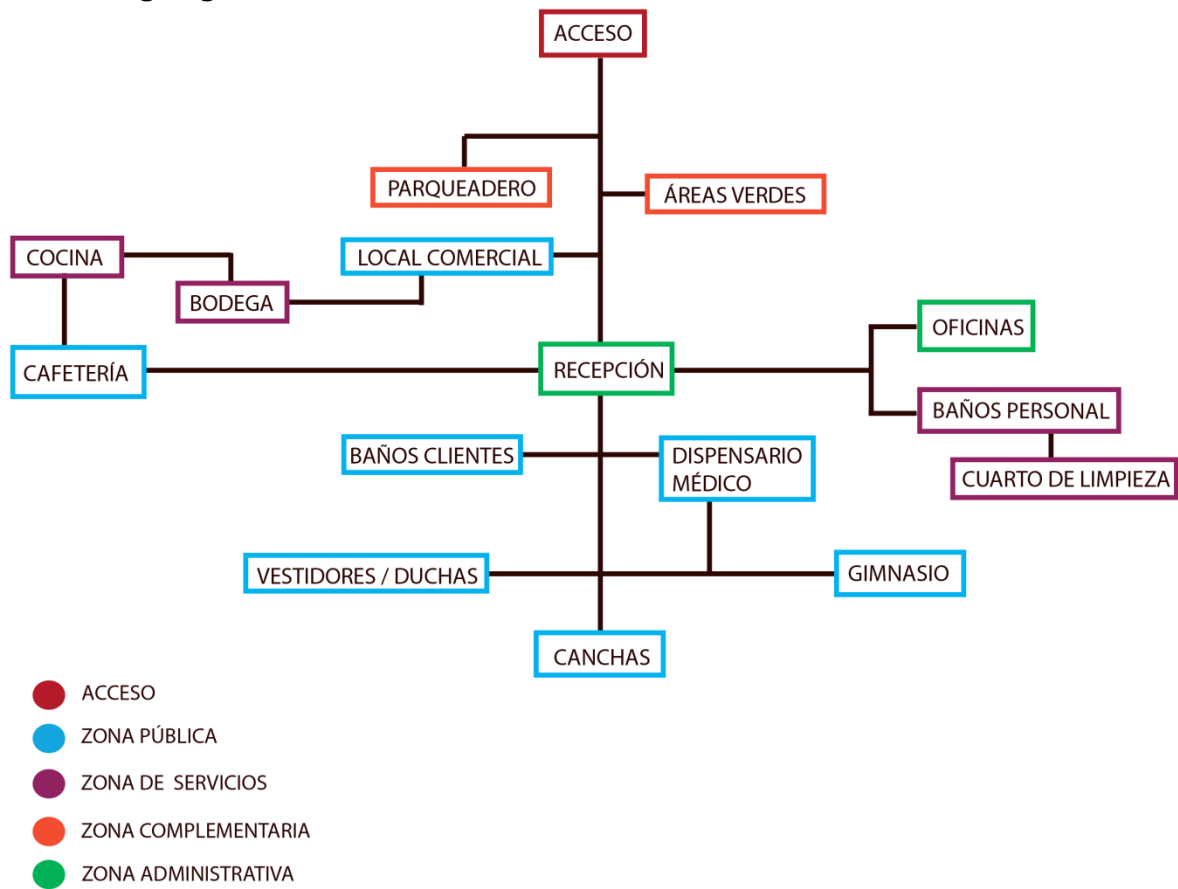 ACCESO
PARQUEADERO
ÁREAS VERDES
COCINA
LOCAL COMERCIAL
BODEGA
OFICINAS
CAFETERÍA
RECEPCIÓN
BAÑOS PERSONAL
BAÑOS CLIENTES
DISPENSARIO
MÉDICO
CUARTO DE LIMPIEZA
VESTIDORES / DUCHAS
GIMNASIO
CANCHAS
ACCESO
ZONA PÚBLICA
ZONA DE SERVICIOS
ZONA COMPLEMENTARIA
ZONA ADMINISTRATIVA